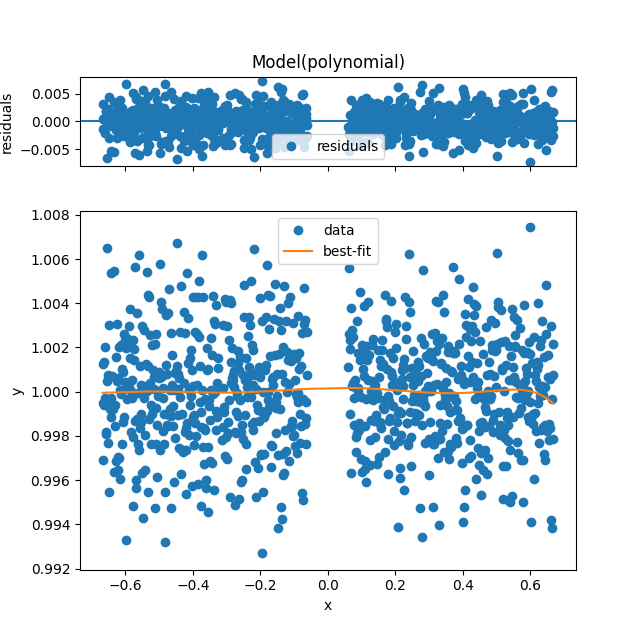 Model(polynomial)
residuals
0.005
0.000
−0.005
residuals
y
1.008
1.006
1.004
1.002
1.000
0.998
0.996
0.994
0.992
data
best-fit
−0.6 −0.4 −0.2 0.0 0.2 0.4 0.6
x